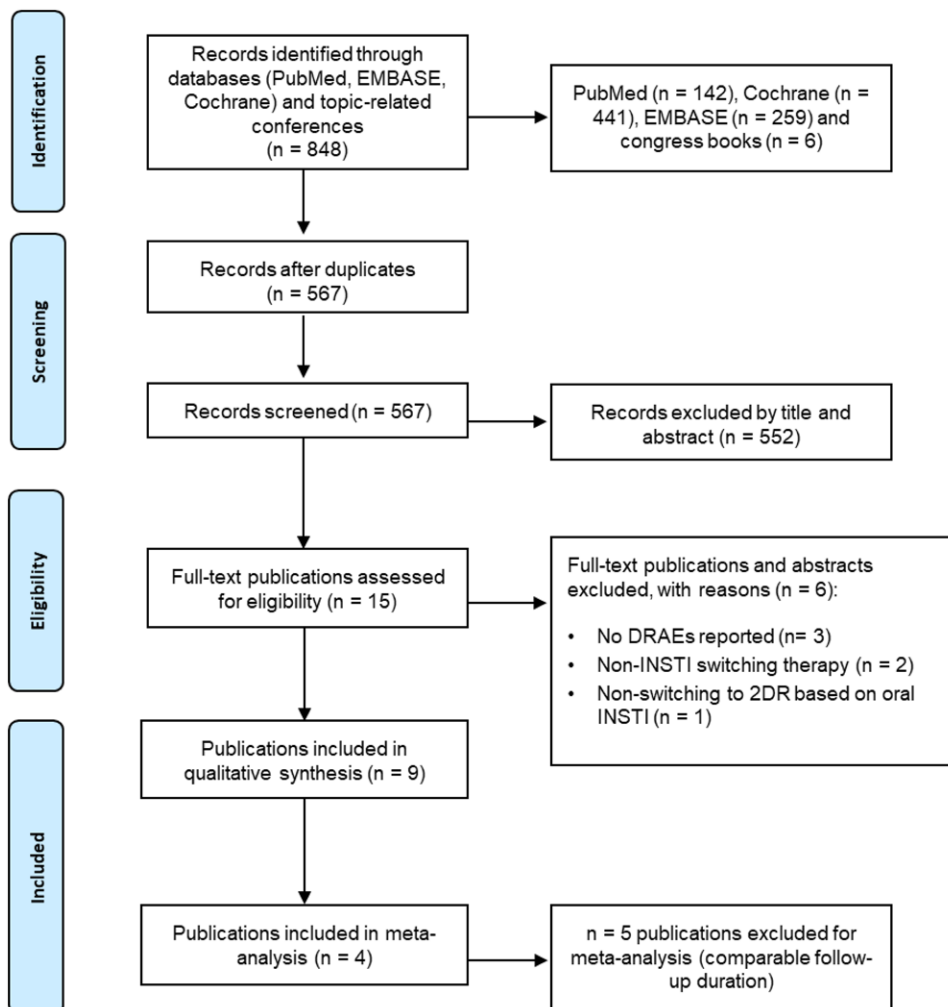 Identification
Records identified through
databases (PubMed, EMBASE,
Cochrane) and topic-related
conferences
(n = 848)
PubMed (n = 142), Cochrane (n =
441), EMBASE (n = 259) and
congress books (n = 6)
Screening
Records after duplicates
(n = 567)
Records screened (n = 567)
Records excluded by title and
abstract (n = 552)
Eligibility
Full-text publications assessed
for eligibility (n = 15)
Full-text publications and abstracts
excluded, with reasons (n = 6):
• No DRAEs reported (n= 3)
• Non-INSTI switching therapy (n = 2)
• Non-switching to 2DR based on oral
INSTI (n = 1)
Included
Publications included in
qualitative synthesis (n = 9)
Publications included in meta-
analysis (n = 4)
n = 5 publications excluded for
meta-analysis (comparable follow-
up duration)